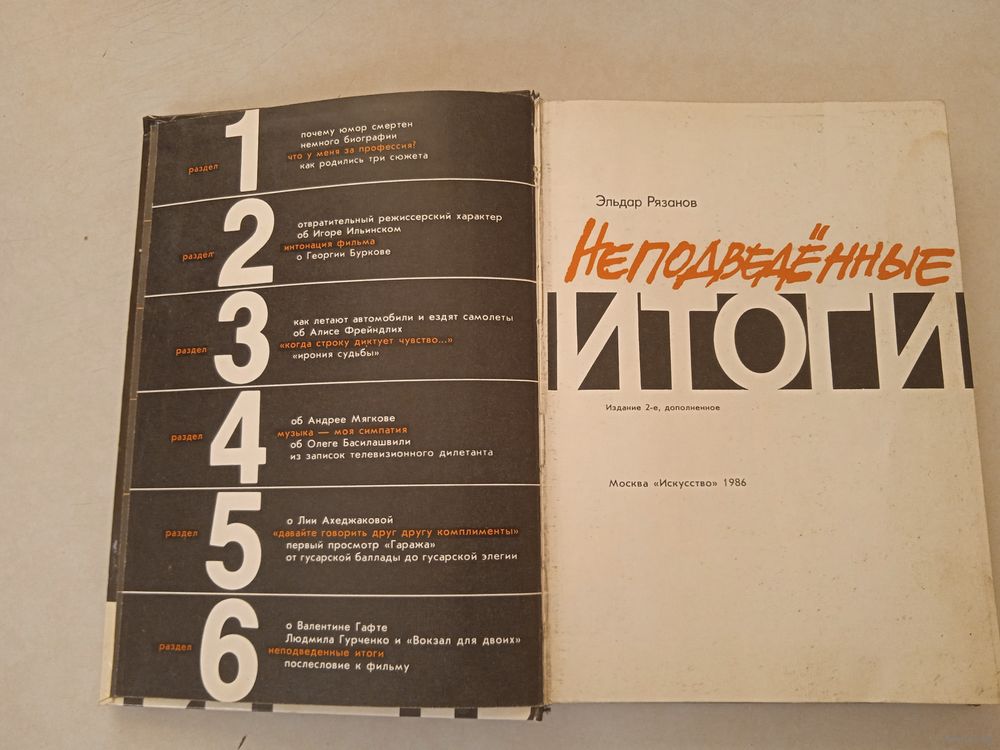 раздел 1
почему юмор смертен
немного биографии
что у меня за профессия?
как родились три сюжета
раздел 2
отвратительный режиссерский характер
об Игоре Ильинском
интонация фильма
о Георгии Буркове
раздел 3
как летают автомобили и ездят самолеты
об Алисе Фрейндлих
«когда строку диктует чувство...»
«ирония судьбы»
раздел 4
об Андрее Мягкове
музыка — моя симпатия
об Олеге Басилашвили
из записок телевизионного дилетанта
раздел 5
о Лии Ахеджаковой
«давайте говорить друг другу комплименты»
первый просмотр «Гаража»
от гусарской баллады до гусарской элегии
раздел 6
о Валентине Гафте
Людмила Гурченко и «Вокзал для двоих»
неподведенные итоги
послесловие к фильму
Эльдар Рязанов
НЕПОДВЕДЁННЫЕ
ИТОГИ
Издание 2-е, дополненное
Москва «Искусство» 1986